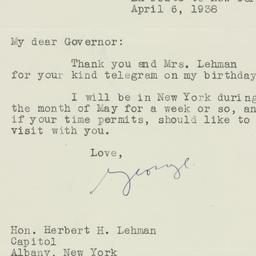 April 6, 1938
My dear Governor:
Thank you and Mrs. Lehman
for your kind telegram on my birthday
I will be in New York during
the month of May for a week or so, an
if your time permits, should like to
visit with you.
Love,
George
Hon. Herbert H. Lehman
Capitol
Albany, New York